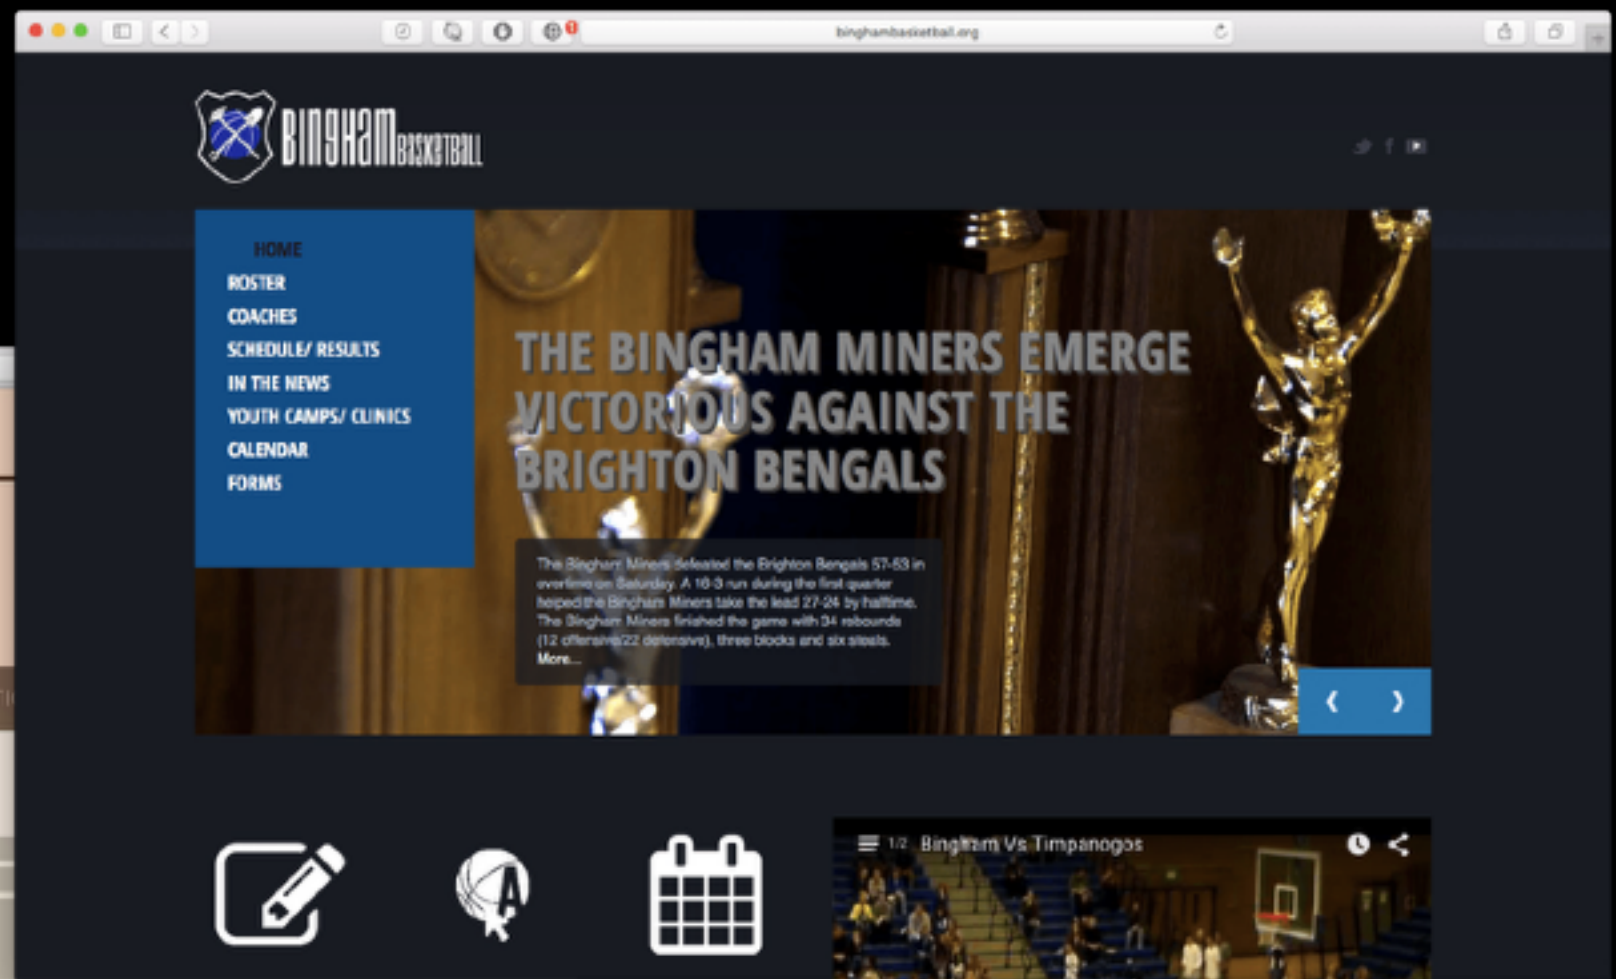 binghambasketball.org
1
BINGHAM BASKETBALL
HOME
ROSTER
COACHES
SCHEDULE/ RESULTS
IN THE NEWS
YOUTH CAMPS/ CLINICS
CALENDAR
FORMS
THE BINGHAM MINERS EMERGE
VICTORIOUS AGAINST THE
BRIGHTON BENGALS
The Bingham Miners defeated the Brighton Bengals 57-53 in
overtime on Saturday. A 16-3 run during the first quarter
helped the Bingham Miners take the lead 27-24 by halftime.
The Bingham Miners finished the game with 34 rebounds
(12 offensive/22 defensive), three blocks and six steals.
More...
1/2 Bingham Vs Timpanogos
A